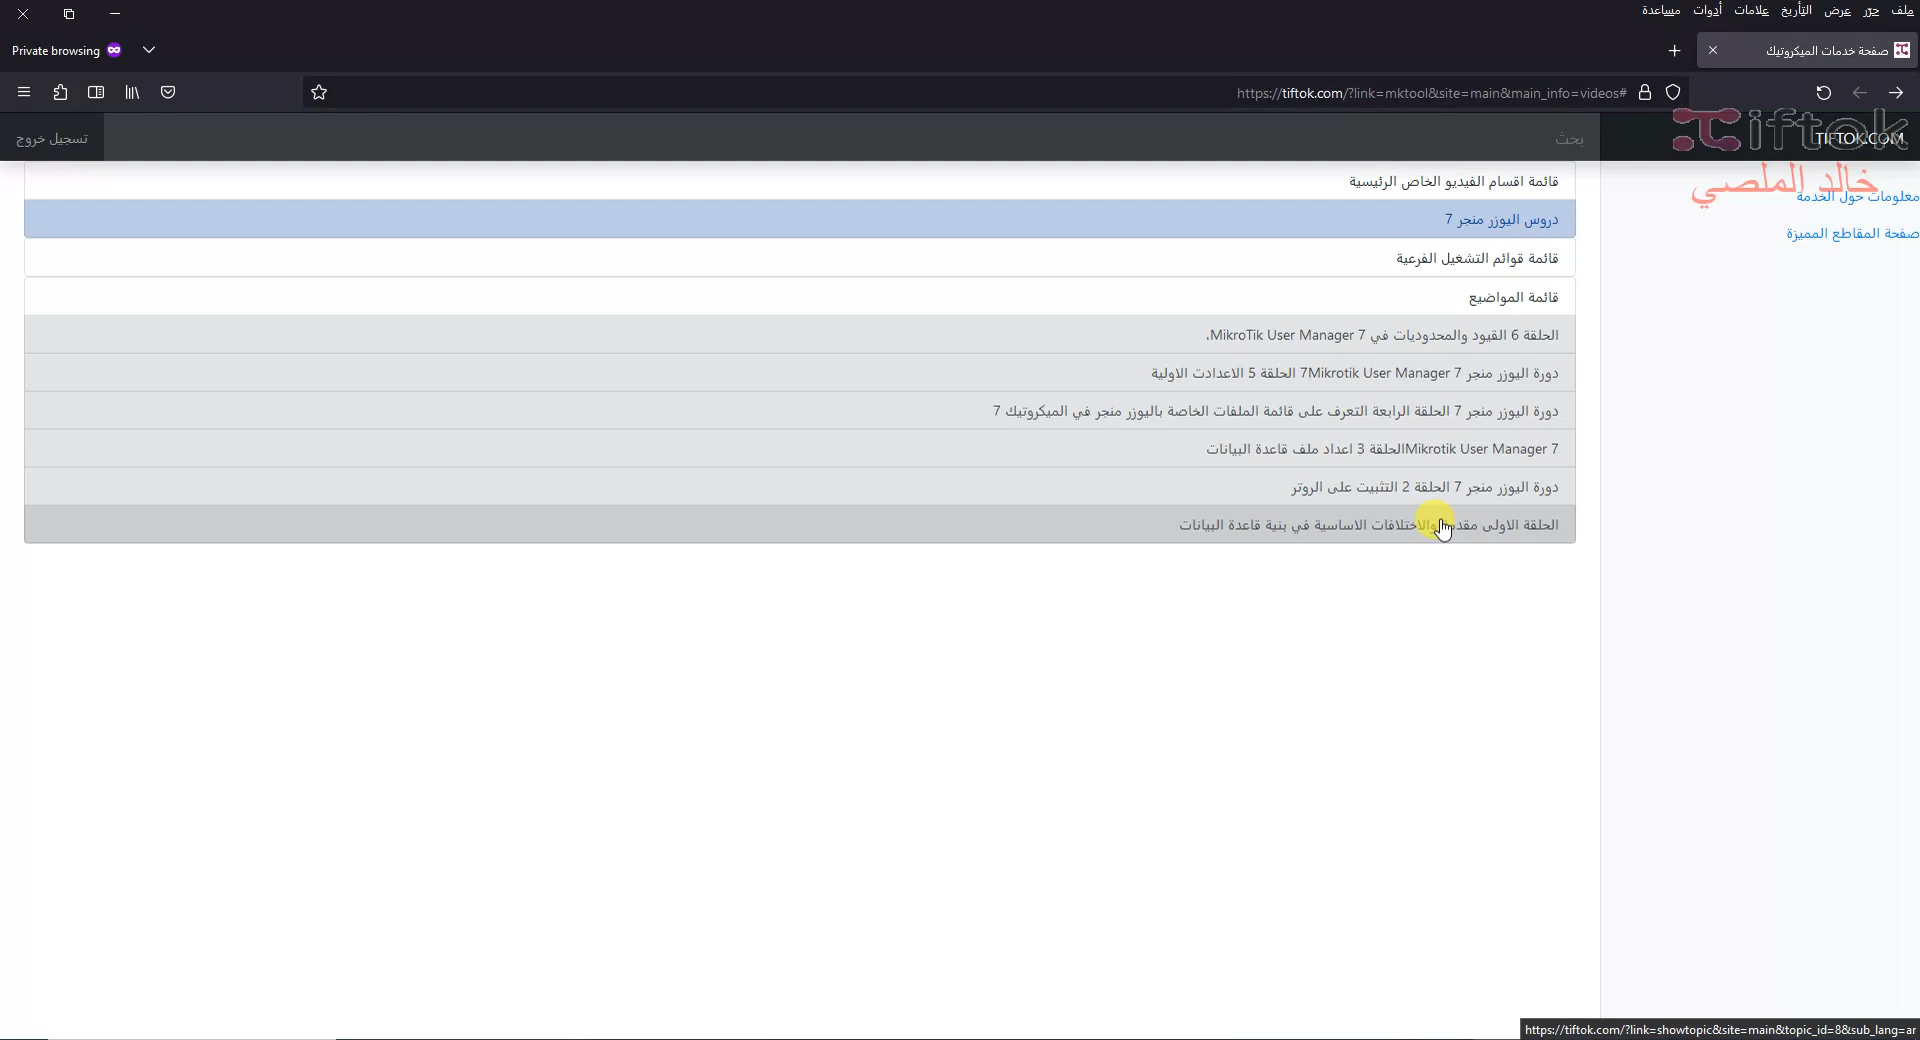 ملف حرّر عرض التأريخ علامات أدوات مساعدة
صفحة خدمات الميكروتيك
Private browsing
https://tiftok.com/?link=mktool&site=main&main_info=videos#
Tiftok
TIFTOK.COM
بحث
تسجيل خروج
خالد الملصي
معلومات حول الخدمة
صفحة المقاطع المميزة
قائمة اقسام الفيديو الخاص الرئيسية
دروس اليوزر منجر 7
قائمة قوائم التشغيل الفرعية
قائمة المواضيع
الحلقة 6 القيود والمحدوديات في MikroTik User Manager 7،
دورة اليوزر منجر 7 Mikrotik User Manager 7 الحلقة 5 الاعدادت الاولية
دورة اليوزر منجر 7 الحلقة الرابعة التعرف على قائمة الملفات الخاصة باليوزر منجر في الميكروتيك 7
Mikrotik User Manager 7الحلقة 3 اعداد ملف قاعدة البيانات
دورة اليوزر منجر 7 الحلقة 2 التثبيت على الروتر
الحلقة الاولى مقدمة والاختلافات الاساسية في بنية قاعدة البيانات
https://tiftok.com/?link=showtopic&site=main&topic_id=8&sub_lang=ar